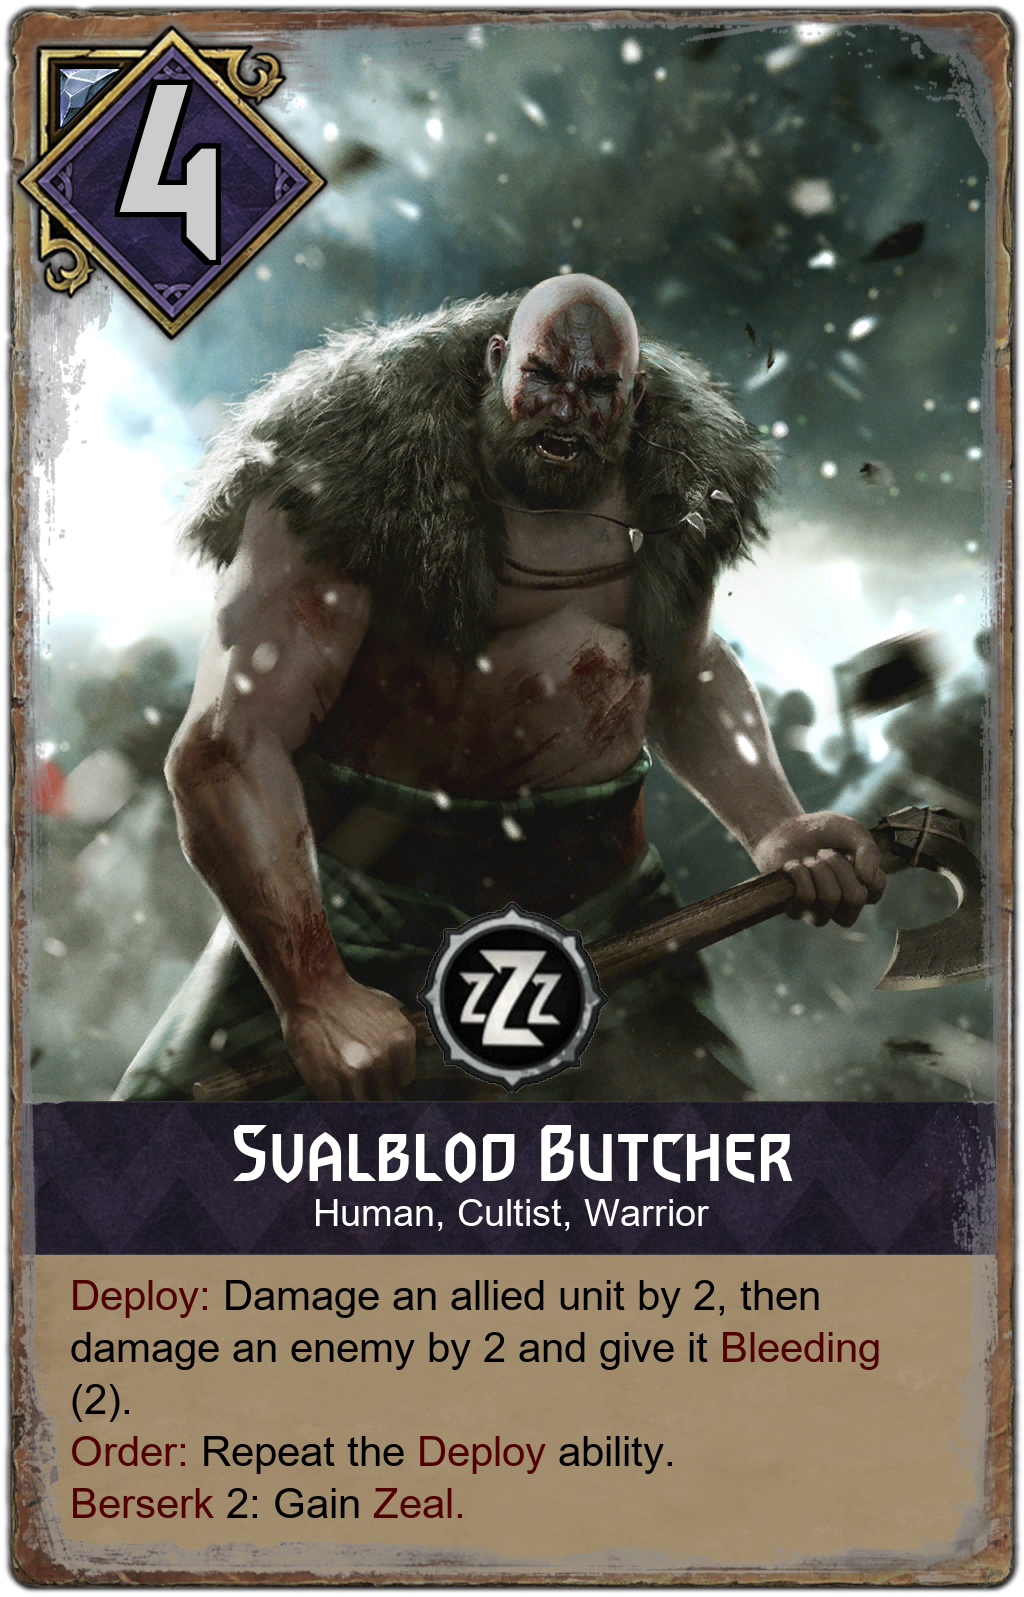 4
zZz
Svalblod Butcher
Human, Cultist, Warrior
Deploy: Damage an allied unit by 2, then
damage an enemy by 2 and give it Bleeding
(2).
Order: Repeat the Deploy ability.
Berserk 2: Gain Zeal.